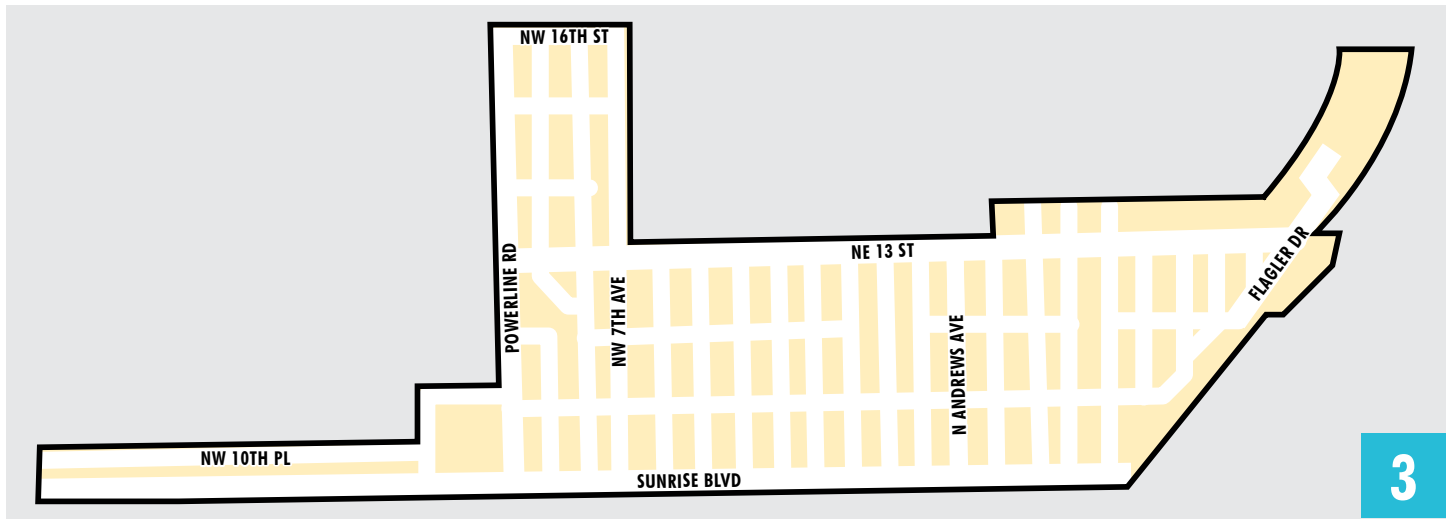 NW 16TH ST
POWERLINE RD
NW 7TH AVE
NE 13 ST
N ANDREWS AVE
FLAGLER DR
NW 10TH PL
SUNRISE BLVD
3